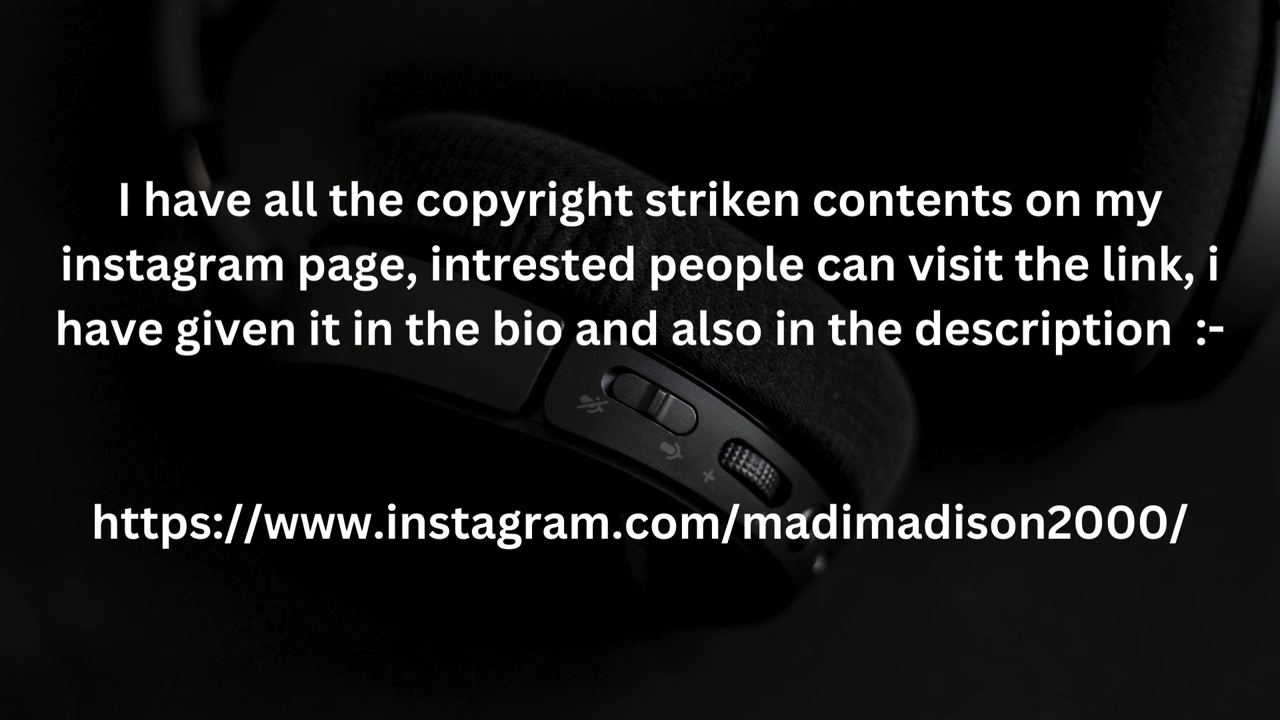 I have all the copyright striken contents on my
instagram page, intrested people can visit the link, i
have given it in the bio and also in the description  :-
https://www.instagram.com/madimadison2000/